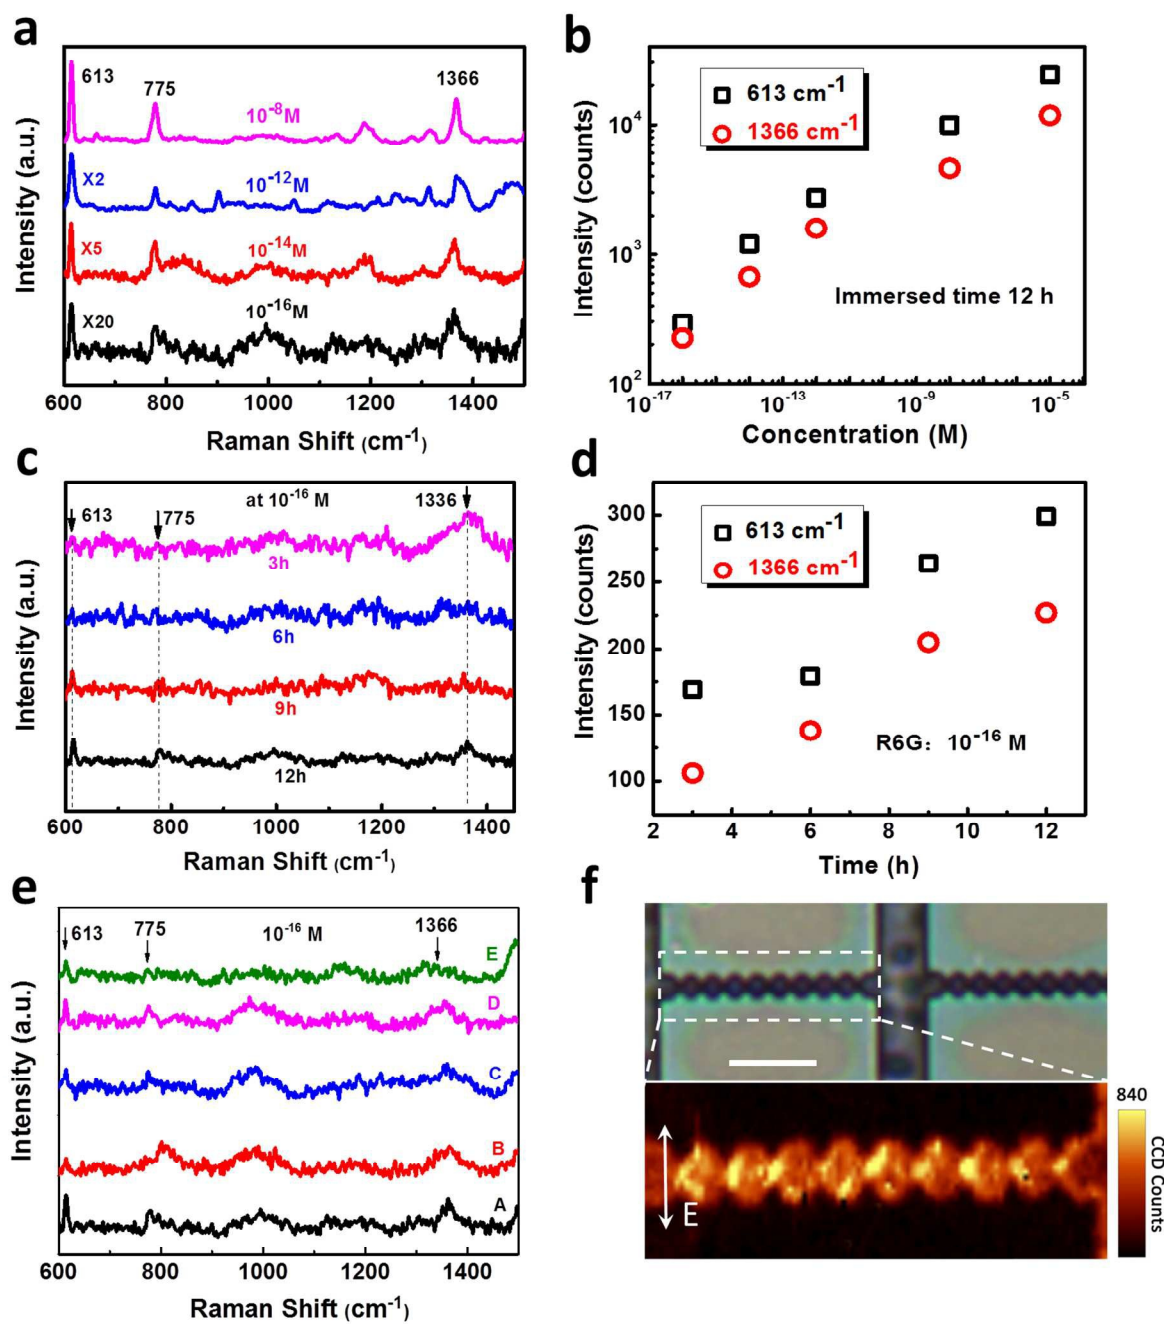 a
613
775
1366
10⁻⁸M
X2
10⁻¹²M
X5
10⁻¹⁴M
X20
10⁻¹⁶M
Intensity (a.u.)
600 800 1000 1200 1400
Raman Shift (cm⁻¹)
b
613 cm⁻¹
1366 cm⁻¹
Immersed time 12 h
Intensity (counts)
10⁴
10³
10²
10⁻¹⁷ 10⁻¹³ 10⁻⁹ 10⁻⁵
Concentration (M)
c
613
775
at 10⁻¹⁶ M
1336
3h
6h
9h
12h
Intensity (a.u.)
600 800 1000 1200 1400
Raman Shift (cm⁻¹)
d
613 cm⁻¹
1366 cm⁻¹
R6G: 10⁻¹⁶ M
Intensity (counts)
300
250
200
150
100
2 4 6 8 10 12
Time (h)
e
613
775
10⁻¹⁶ M
1366
E
D
C
B
A
Intensity (a.u.)
600 800 1000 1200 1400
Raman Shift (cm⁻¹)
f
E
840
CCD Counts
0